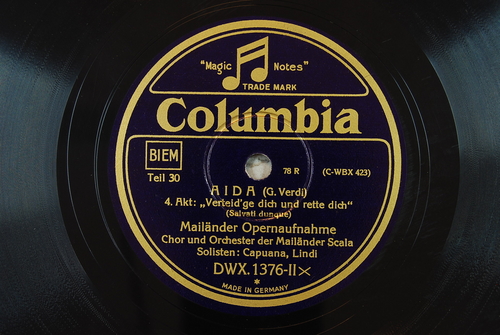 "Magic Notes"
TRADE MARK
Columbia
BIEM
Teil 30
78 R
(C-WBX 423)
AIDA (G. Verdi)
4. Akt: „Verteid'ge dich und rette dich"
(Salvati dunque)
Mailänder Opernaufnahme
Chor und Orchester der Mailänder Scala
Solisten: Capuana, Lindi
DWX. 1376-II×
*
MADE IN GERMANY